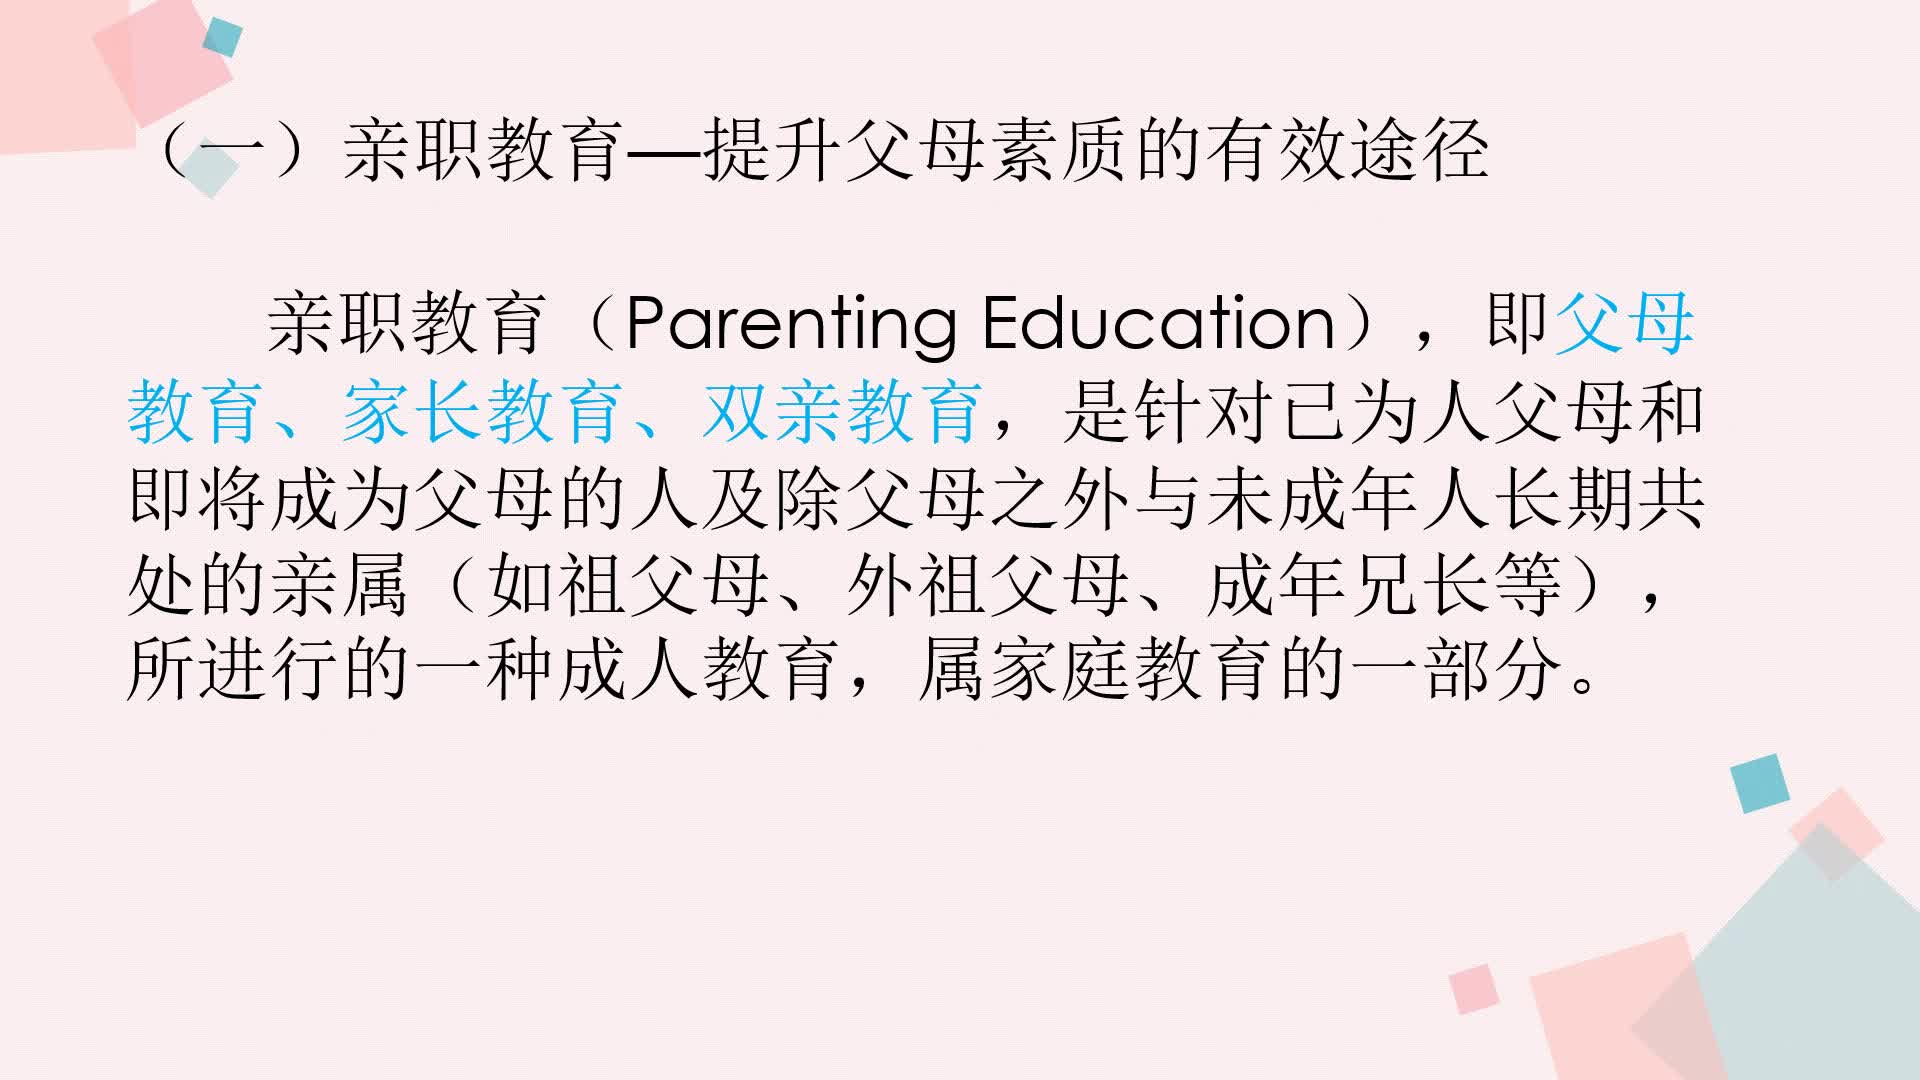 （一）亲职教育—提升父母素质的有效途径
亲职教育（Parenting Education），即父母
教育、家长教育、双亲教育，是针对已为人父母和
即将成为父母的人及除父母之外与未成年人长期共
处的亲属（如祖父母、外祖父母、成年兄长等），
所进行的一种成人教育，属家庭教育的一部分。